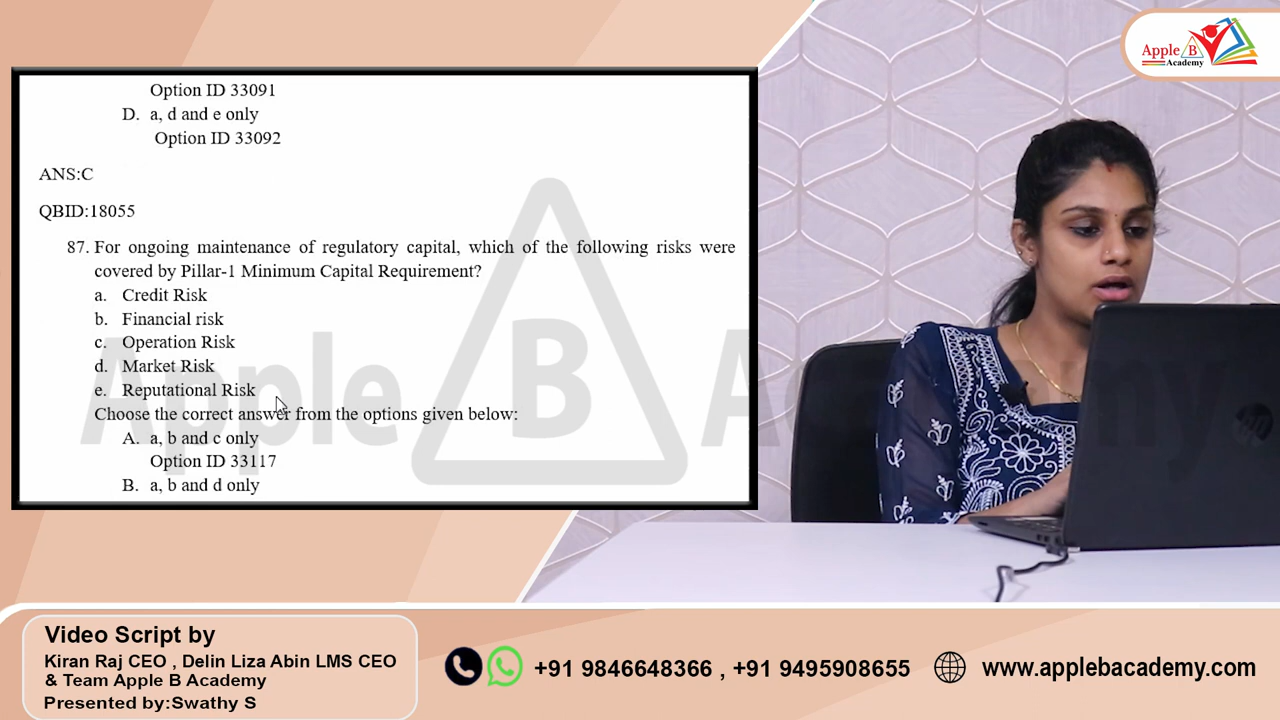 Apple B
Academy
Option ID 33091
D. a, d and e only
Option ID 33092
ANS:C
QBID:18055
87. For ongoing maintenance of regulatory capital, which of the following risks were
covered by Pillar-1 Minimum Capital Requirement?
a. Credit Risk
b. Financial risk
c. Operation Risk
d. Market Risk
e. Reputational Risk
Choose the correct answer from the options given below:
A. a, b and c only
Option ID 33117
B. a, b and d only
Apple B Academy
Video Script by
Kiran Raj CEO , Delin Liza Abin LMS CEO
& Team Apple B Academy
Presented by:Swathy S
+91 9846648366 , +91 9495908655
www.applebacademy.com